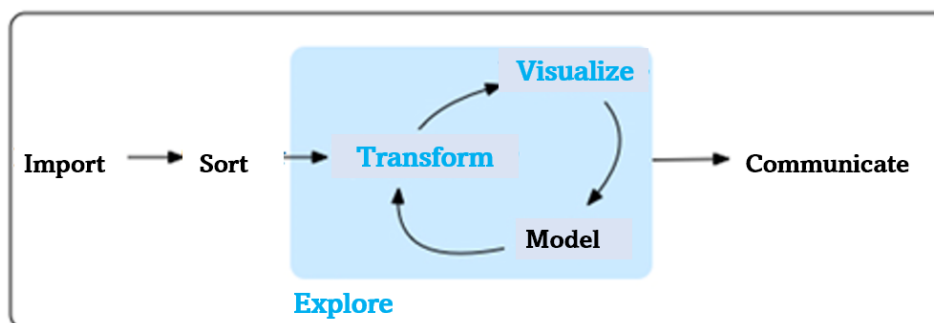 Import
Sort
Transform
Visualize
Model
Communicate
Explore